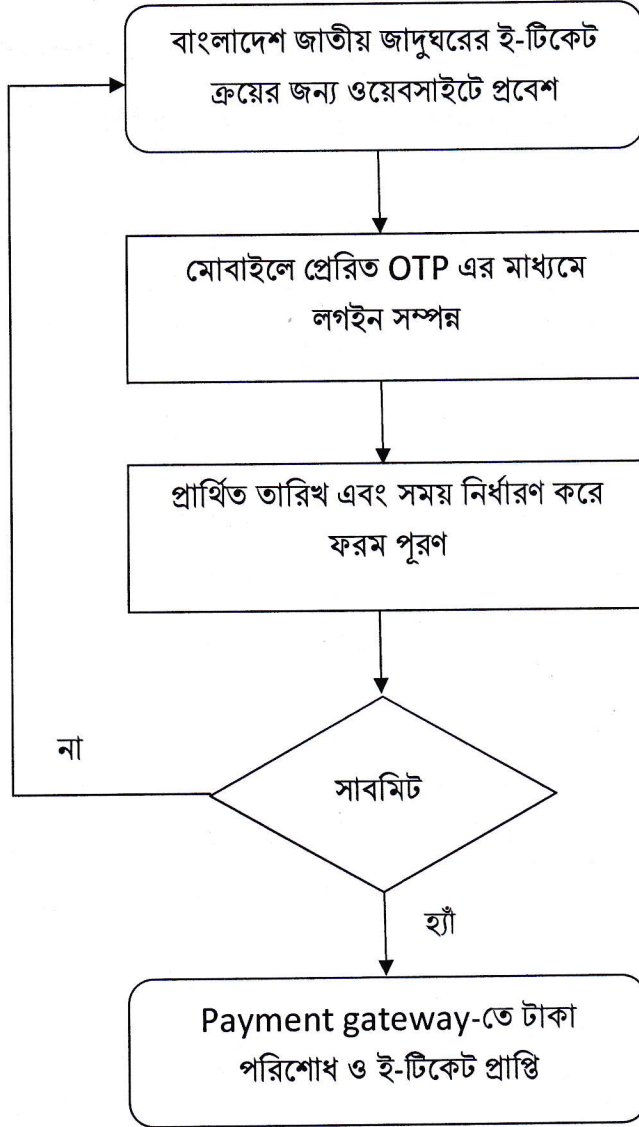 বাংলাদেশ জাতীয় জাদুঘরের ই-টিকেট
ক্রয়ের জন্য ওয়েবসাইটে প্রবেশ
মোবাইলে প্রেরিত OTP এর মাধ্যমে
লগইন সম্পন্ন
প্রার্থিত তারিখ এবং সময় নির্ধারণ করে
ফরম পূরণ
না
সাবমিট
হ্যাঁ
Payment gateway-তে টাকা
পরিশোধ ও ই-টিকেট প্রাপ্তি